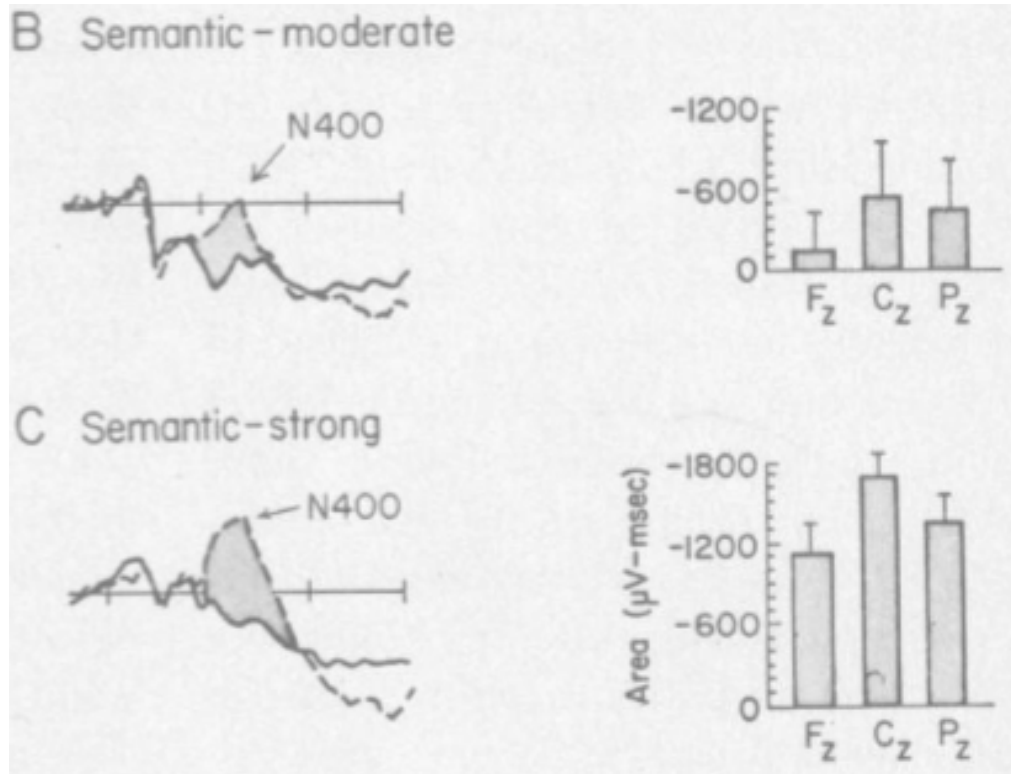 B Semantic-moderate
N400
-1200
-600
0
Fz Cz Pz
C Semantic-strong
N400
Area (μV-msec)
-1800
-1200
-600
0
Fz Cz Pz